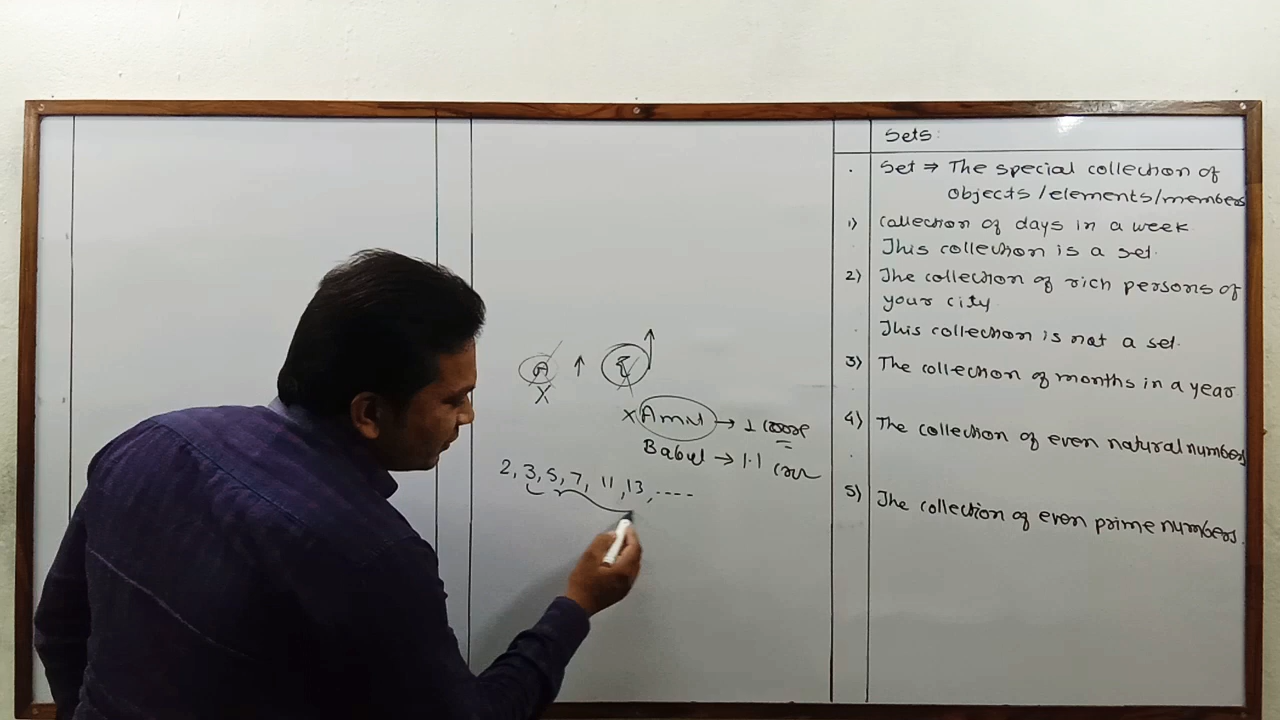 A ↑
x
x Amu → 1 crore
Babul → 1.1 cror
2, 3, 5, 7, 11, 13, ----
Sets:
Set ⇒ The special collection of
objects/elements/members
1) Collection of days in a week.
This collection is a set.
2) The collection of rich persons of
your city
This collection is not a set.
3) The collection of months in a year
4) The collection of even natural numbers
5) The collection of even prime numbers.